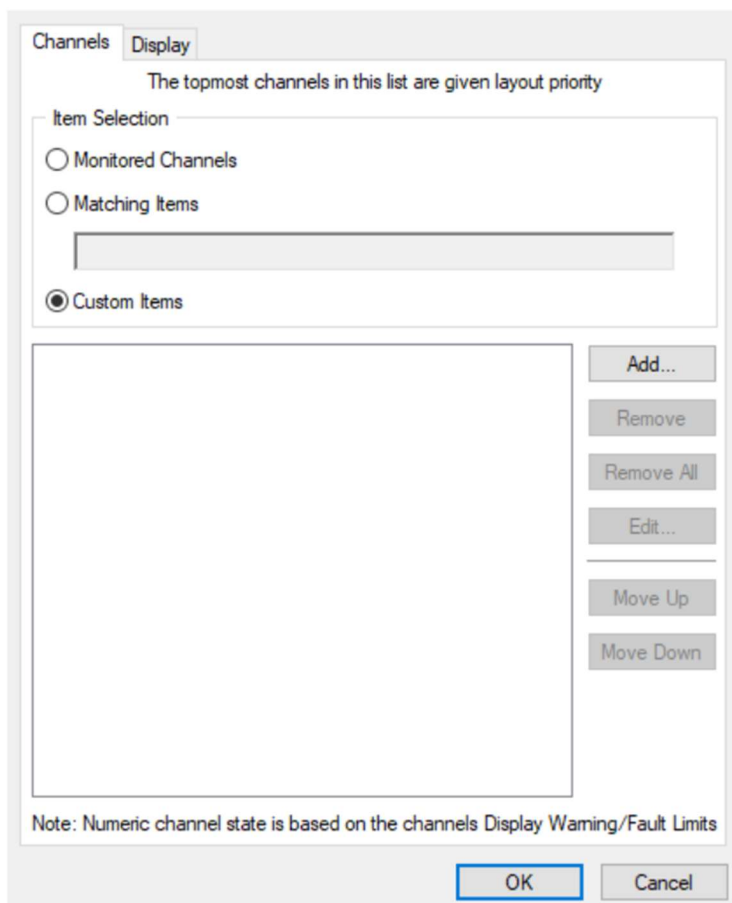 Channels Display
The topmost channels in this list are given layout priority
Item Selection
Monitored Channels
Matching Items
Custom Items
Add...
Remove
Remove All
Edit...
Move Up
Move Down
Note: Numeric channel state is based on the channels Display Warning/Fault Limits
OK Cancel